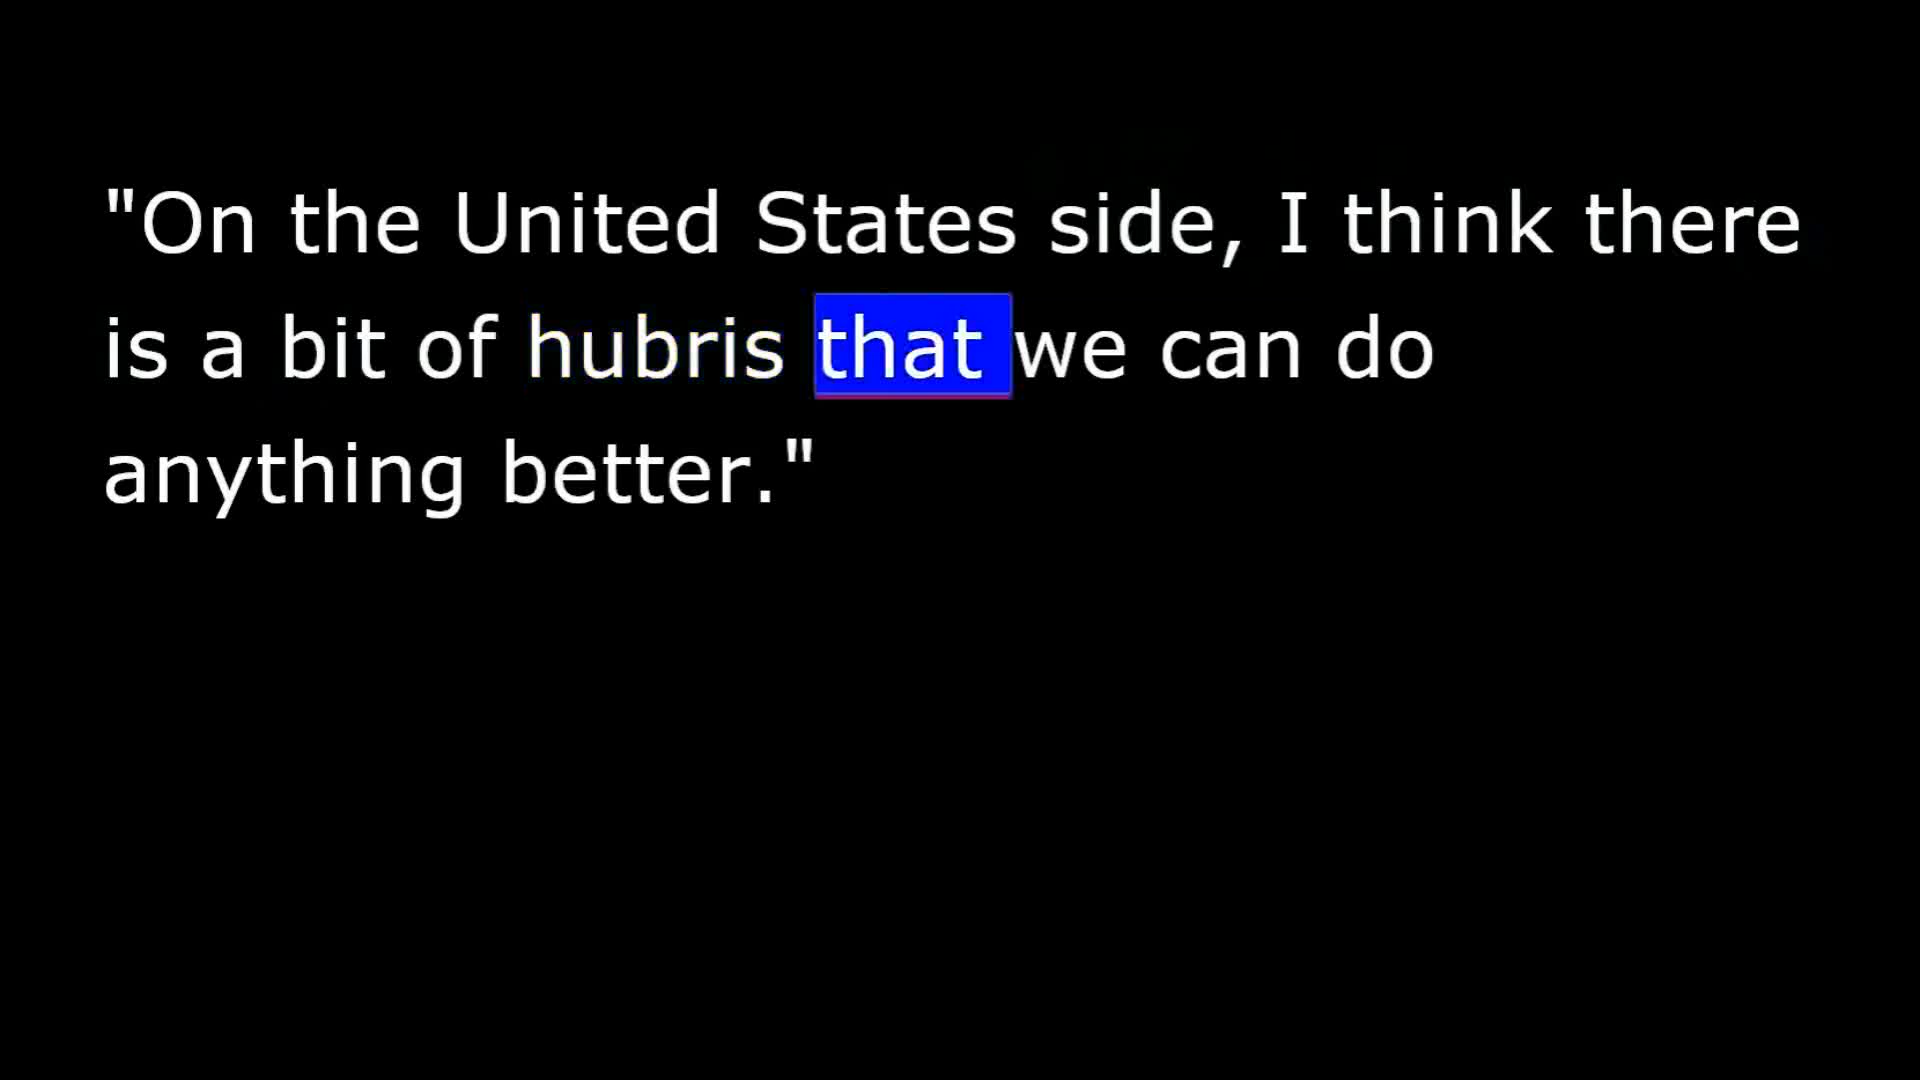 "On the United States side, I think there
is a bit of hubris that we can do
anything better."